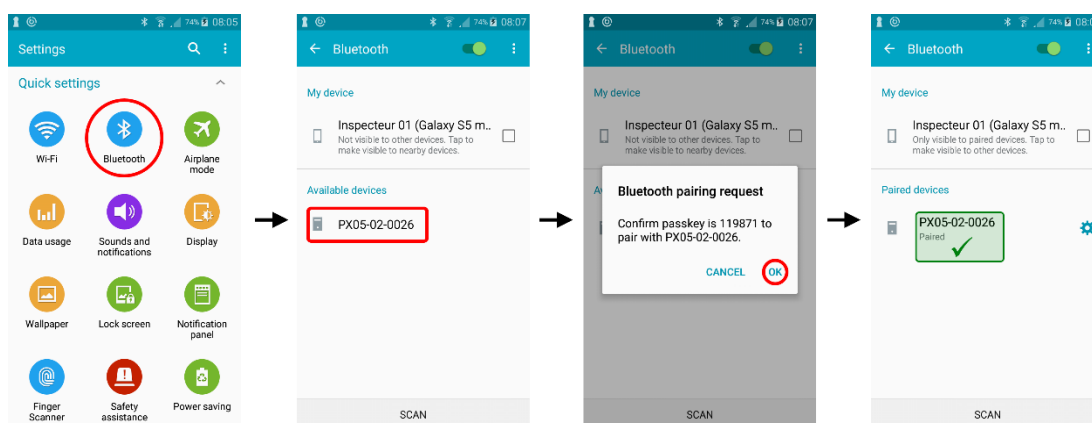 74% 08:05
Settings
Quick settings
Wi-Fi
Bluetooth
Airplane
mode
Data usage
Sounds and
notifications
Display
Wallpaper
Lock screen
Notification
panel
Finger
Scanner
Safety
assistance
Power saving
74% 08:07
Bluetooth
My device
Inspecteur 01 (Galaxy S5 m..
Not visible to other devices. Tap to
make visible to nearby devices.
Available devices
PX05-02-0026
SCAN
74% 08:07
Bluetooth
My device
Inspecteur 01 (Galaxy S5 m..
Not visible to other devices. Tap to
make visible to nearby devices.
A
Bluetooth pairing request
Confirm passkey is 119871 to
pair with PX05-02-0026.
CANCEL OK
SCAN
74% 08:0
Bluetooth
My device
Inspecteur 01 (Galaxy S5 m..
Only visible to paired devices. Tap to
make visible to other devices.
Paired devices
PX05-02-0026
Paired
SCAN